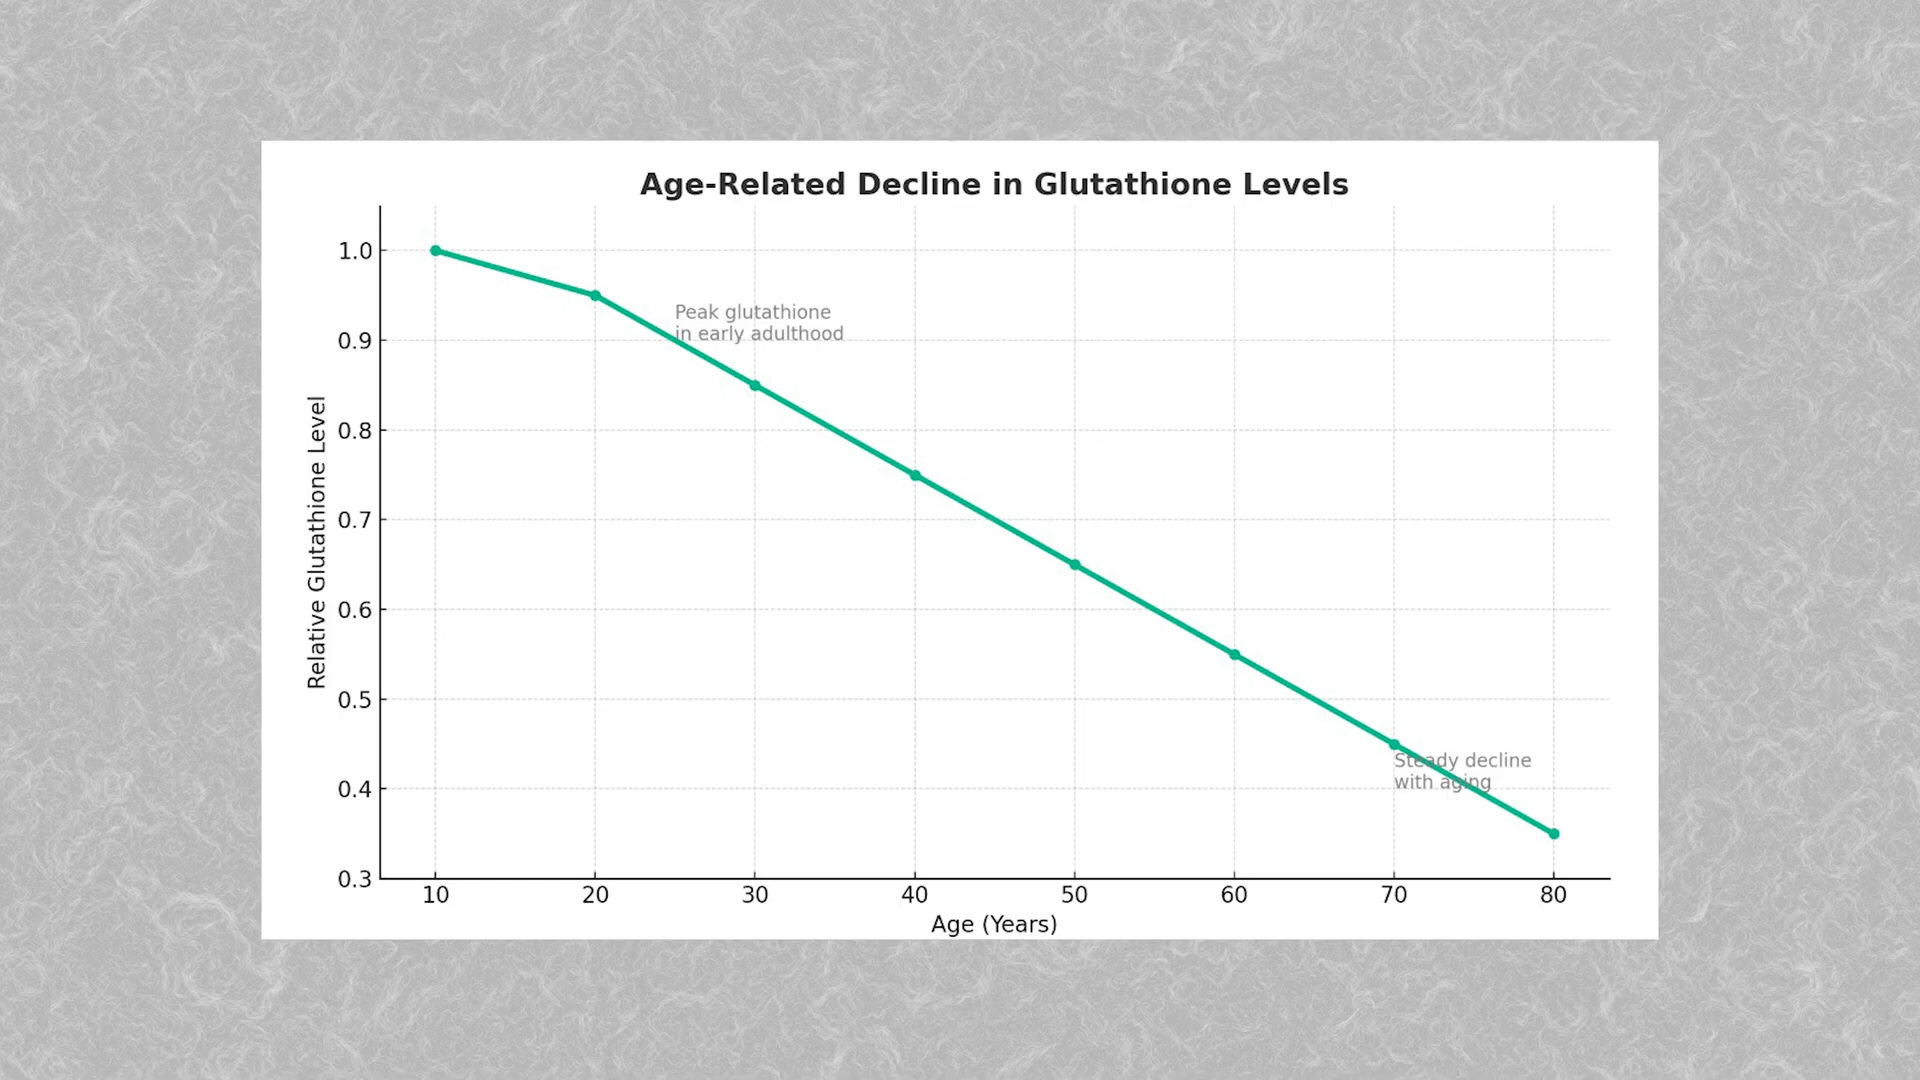 Age-Related Decline in Glutathione Levels
1.0
0.9
0.8
0.7
0.6
0.5
0.4
0.3
Relative Glutathione Level
Peak glutathione
in early adulthood
Steady decline
with aging
10 20 30 40 50 60 70 80
Age (Years)